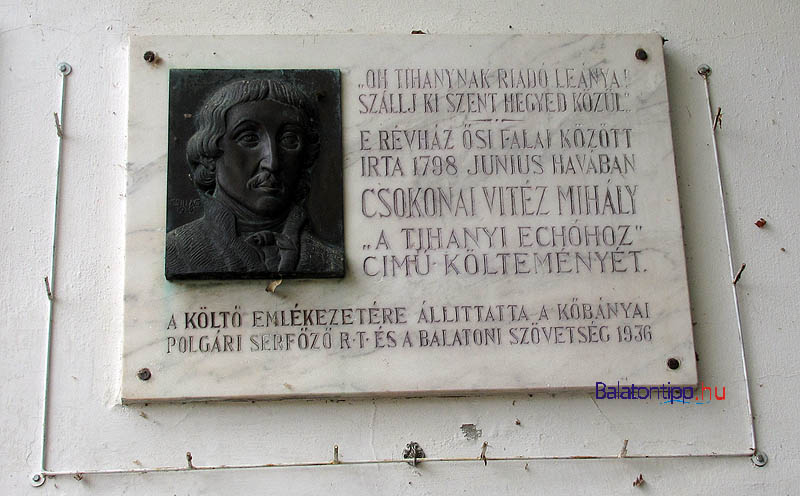 „OH TIHANYNAK RIADÓ LEÁNYA!
SZÁLLJ KI SZENT HEGYED KÖZÜL”
E RÉVHÁZ ŐSI FALAI KÖZÖTT
IRTA 1798 JUNIUS HAVÁBAN
CSOKONAI VITÉZ MIHÁLY
„A TIHANYI ECHÓHOZ”
CIMŰ KÖLTEMÉNYÉT.
A KÖLTŐ EMLÉKEZETÉRE ÁLLITTATTA A KŐBÁNYAI
POLGÁRI SERFŐZŐ R·T· ÉS A BALATONI SZÖVETSÉG 1936
Balatontipp.hu